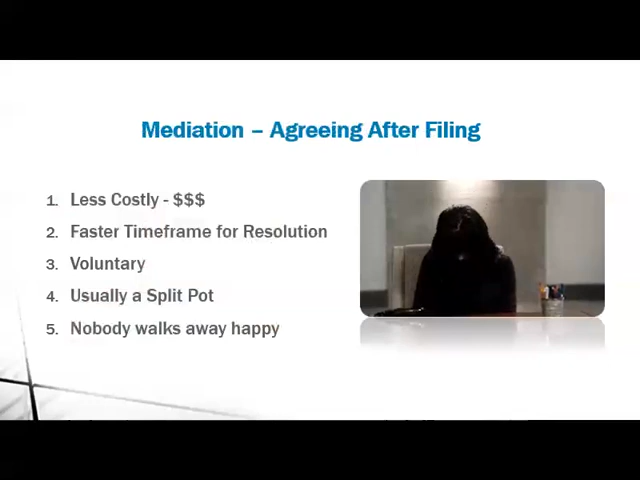 Mediation – Agreeing After Filing
1. Less Costly - $$$
2. Faster Timeframe for Resolution
3. Voluntary
4. Usually a Split Pot
5. Nobody walks away happy